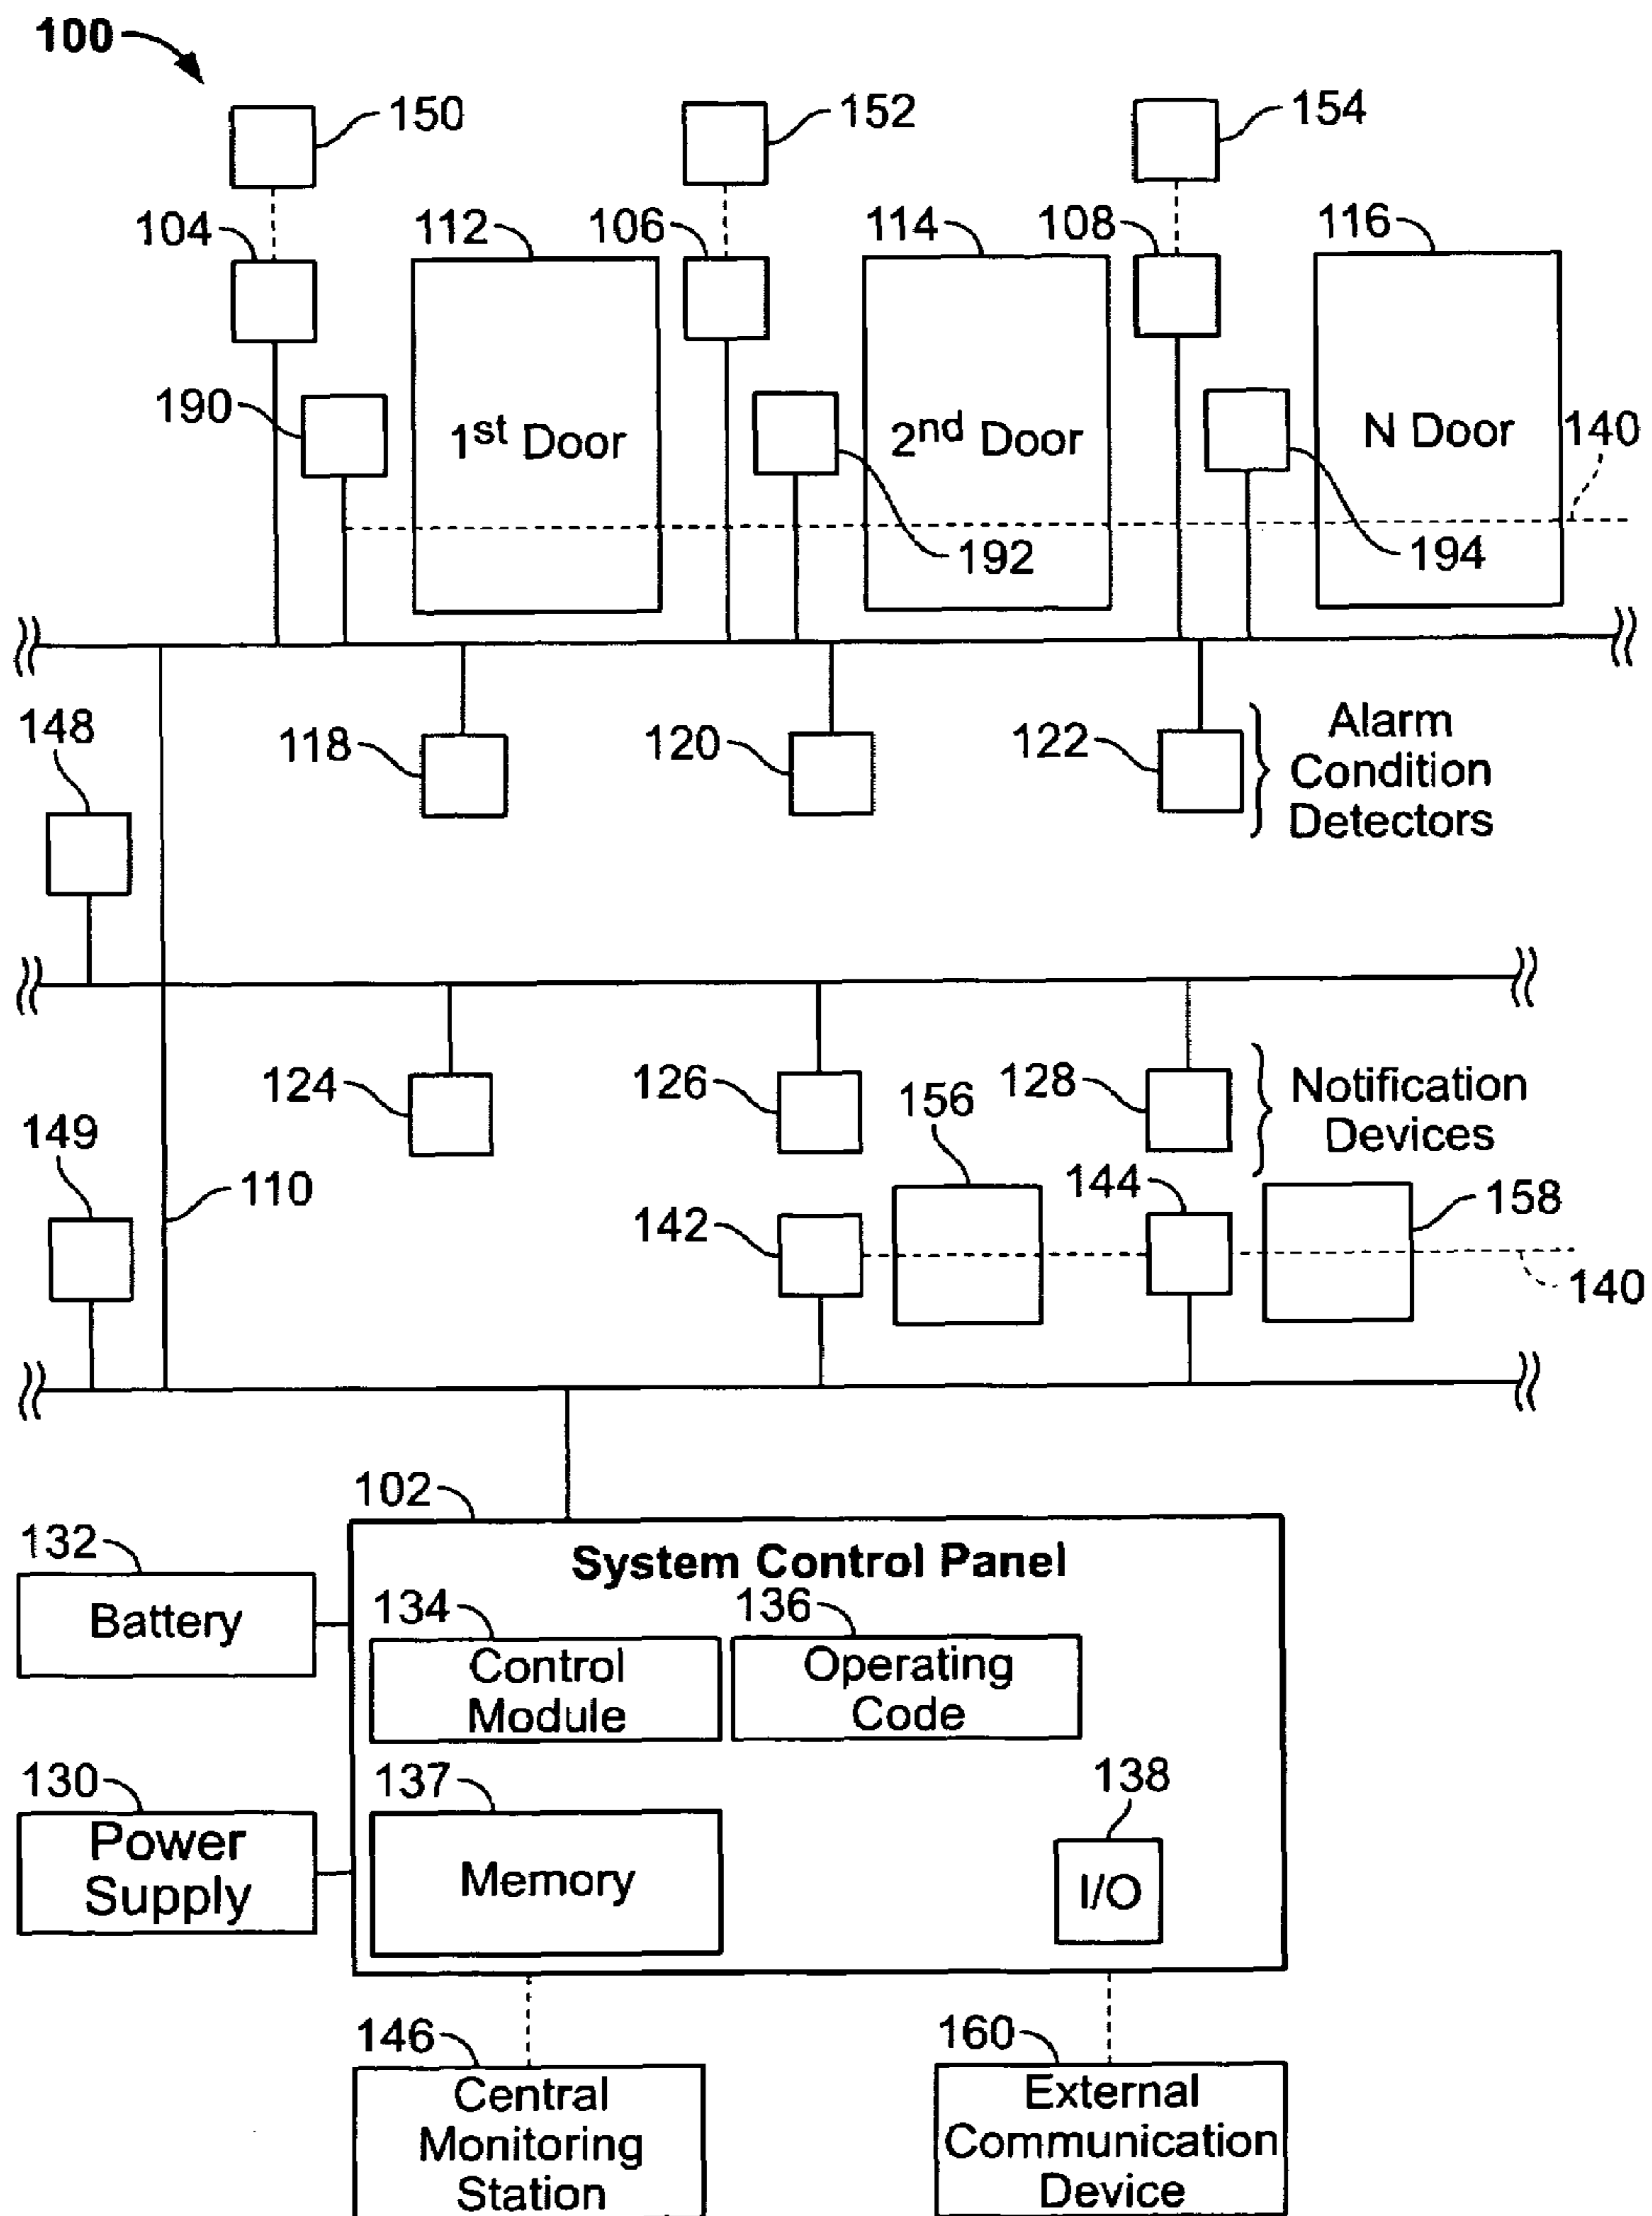 100
150
152
154
104
112
106
114
108
116
190
1st Door
2nd Door
N Door
140
192
194
148
118
120
122
Alarm
Condition
Detectors
124
126
156
128
Notification
Devices
149
110
142
144
158
140
102
System Control Panel
132
Battery
134
Control
Module
136
Operating
Code
130
Power
Supply
137
Memory
138
I/O
146
Central
Monitoring
Station
160
External
Communication
Device